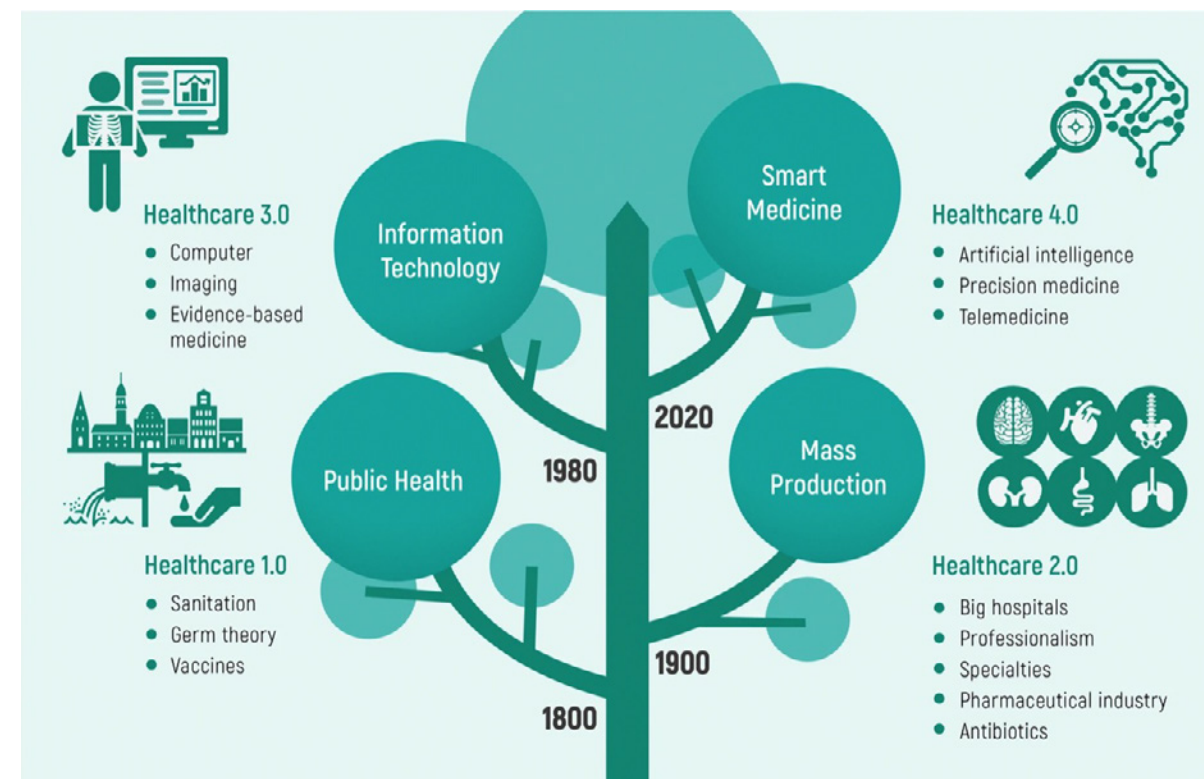 Healthcare 3.0
• Computer
• Imaging
• Evidence-based
medicine
Information
Technology
Smart
Medicine
Healthcare 4.0
• Artificial intelligence
• Precision medicine
• Telemedicine
1980
2020
Public Health
Mass
Production
Healthcare 1.0
• Sanitation
• Germ theory
• Vaccines
Healthcare 2.0
• Big hospitals
• Professionalism
• Specialties
• Pharmaceutical industry
• Antibiotics
1800
1900